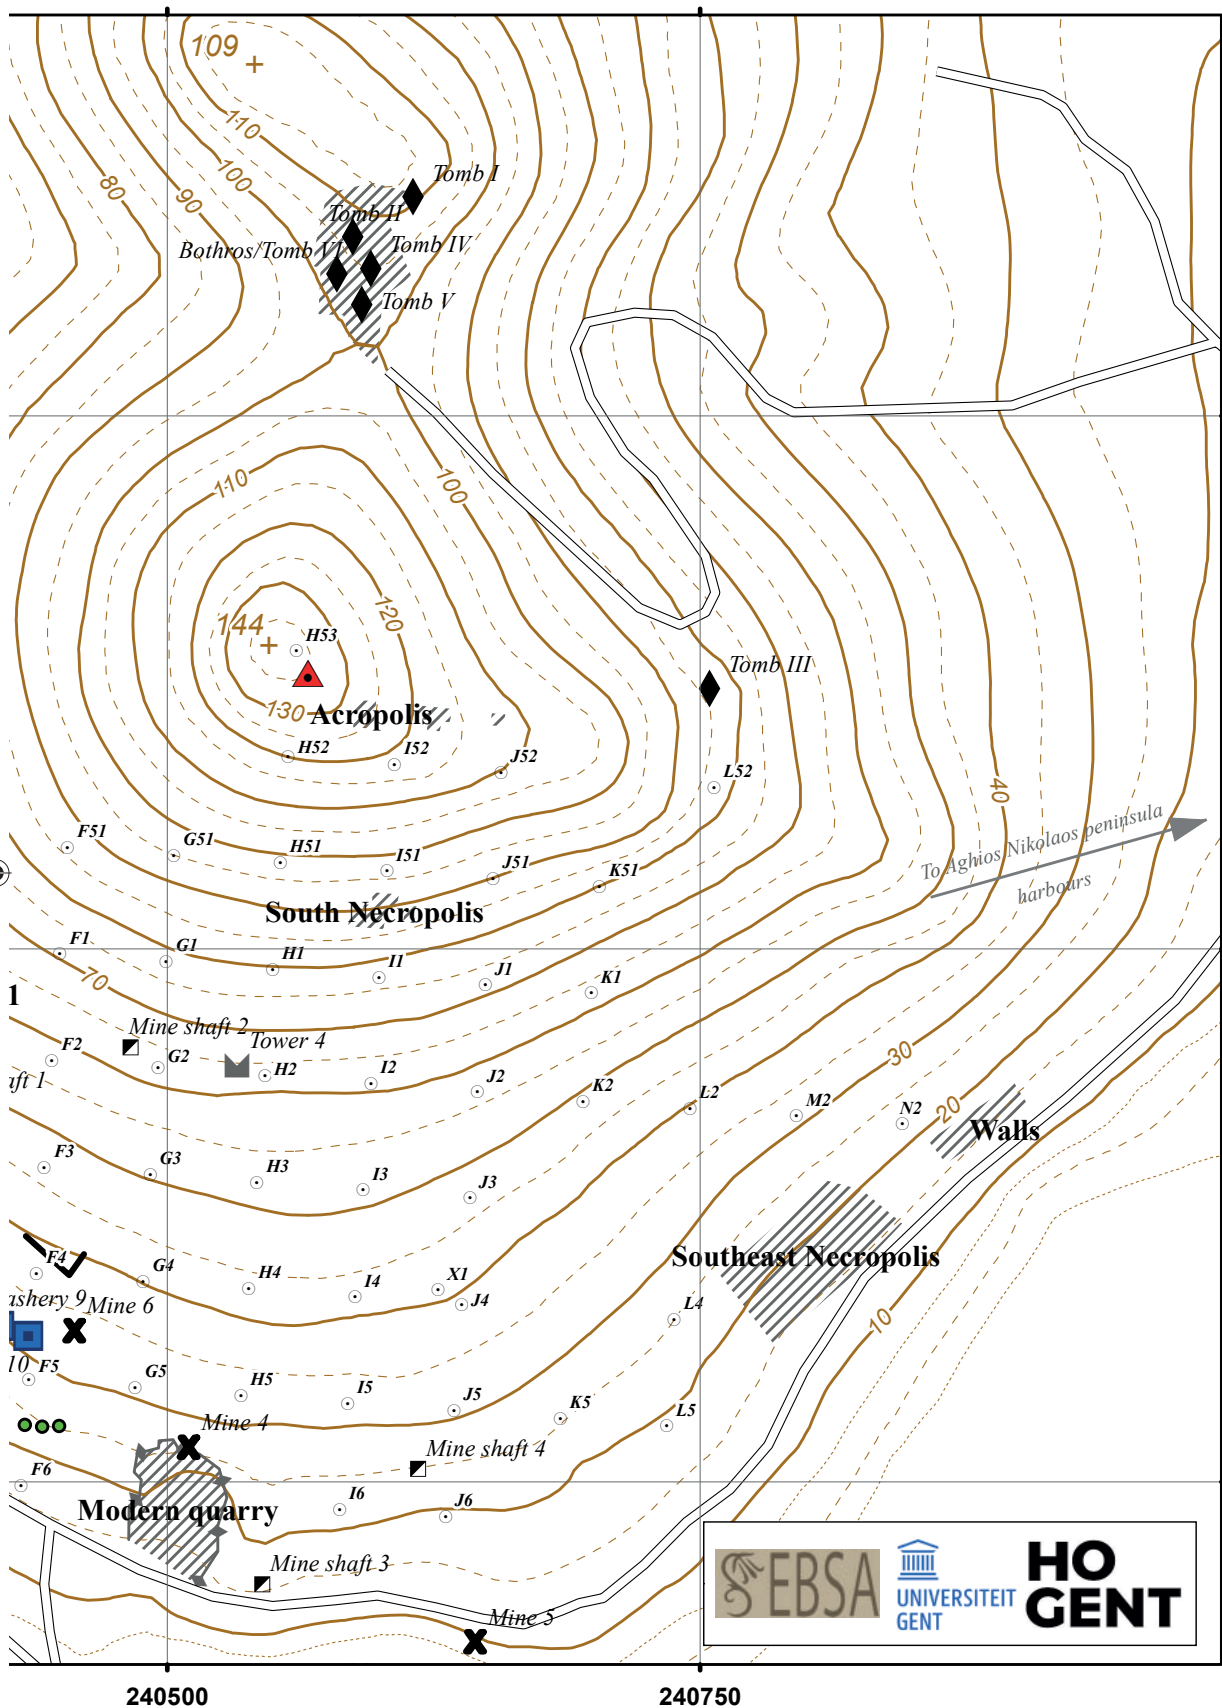 109
110
80
90
100
Tomb I
Tomb II
Bothros/Tomb VI
Tomb IV
Tomb V
110
100
120
144
H53
Tomb III
130
Acropolis
H52
I52
J52
L52
40
F51
G51
H51
I51
J51
K51
To Aghios Nikolaos peninsula
harbours
South Necropolis
F1
G1
H1
I1
J1
K1
70
1
Mine shaft 2
Tower 4
F2
G2
H2
I2
J2
K2
L2
M2
N2
30
20
Walls
aft 1
F3
G3
H3
I3
J3
Southeast Necropolis
F4
G4
H4
I4
X1
J4
L4
10
ashery 9
Mine 6
10
F5
G5
H5
I5
J5
K5
L5
Mine 4
Mine shaft 4
F6
Modern quarry
I6
J6
Mine shaft 3
Mine 5
EBSA
UNIVERSITEIT
GENT
HO
GENT
240500
240750